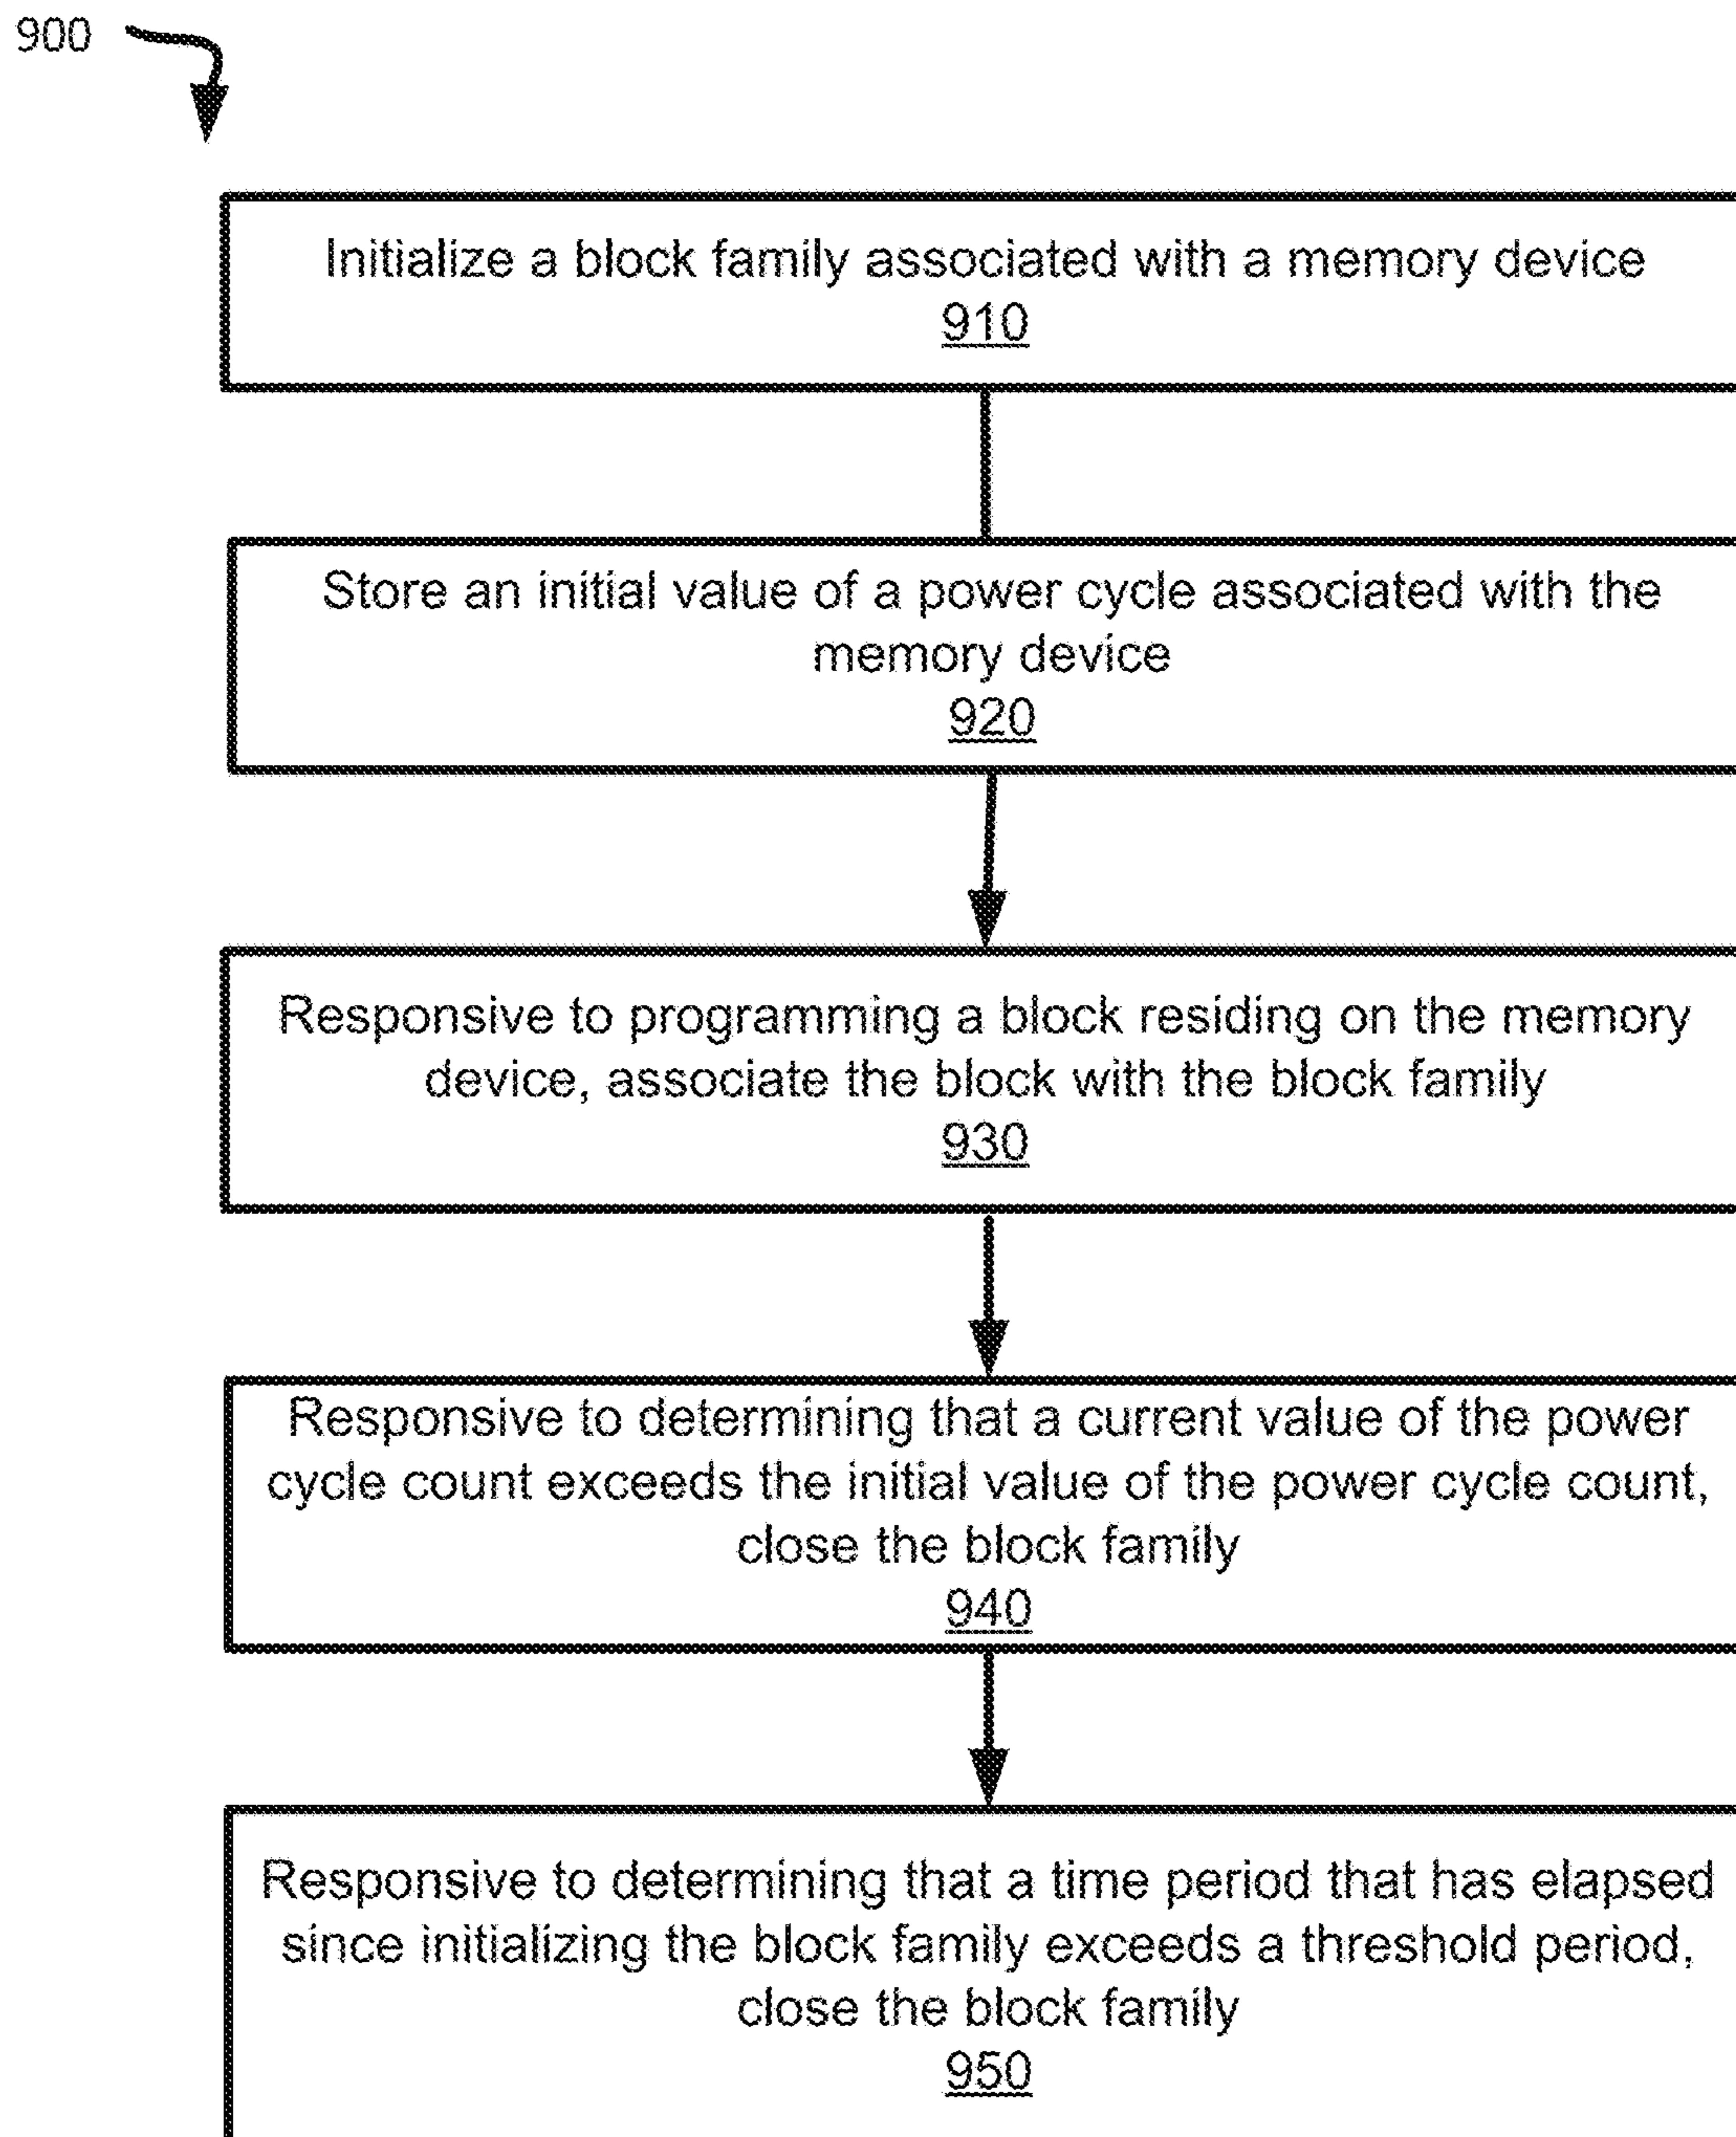 900
Initialize a block family associated with a memory device
910
Store an initial value of a power cycle associated with the
memory device
920
Responsive to programming a block residing on the memory
device, associate the block with the block family
930
Responsive to determining that a current value of the power
cycle count exceeds the initial value of the power cycle count,
close the block family
940
Responsive to determining that a time period that has elapsed
since initializing the block family exceeds a threshold period,
close the block family
950